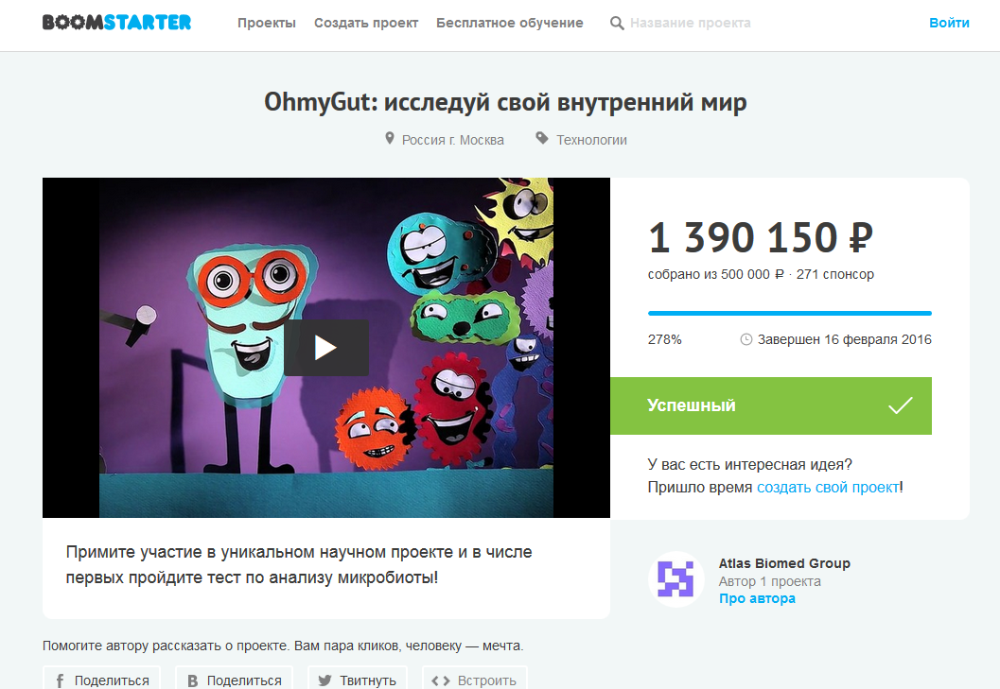 BOOMSTARTER
Проекты Создать проект Бесплатное обучение Название проекта Войти
OhmyGut: исследуй свой внутренний мир
Россия г. Москва Технологии
1 390 150 ₽
собрано из 500 000 ₽ · 271 спонсор
278% Завершен 16 февраля 2016
Успешный
У вас есть интересная идея?
Пришло время создать свой проект!
Примите участие в уникальном научном проекте и в числе
первых пройдите тест по анализу микробиоты!
Atlas Biomed Group
Автор 1 проекта
Про автора
Помогите автору рассказать о проекте. Вам пара кликов, человеку — мечта.
Поделиться Поделиться Твитнуть Встроить